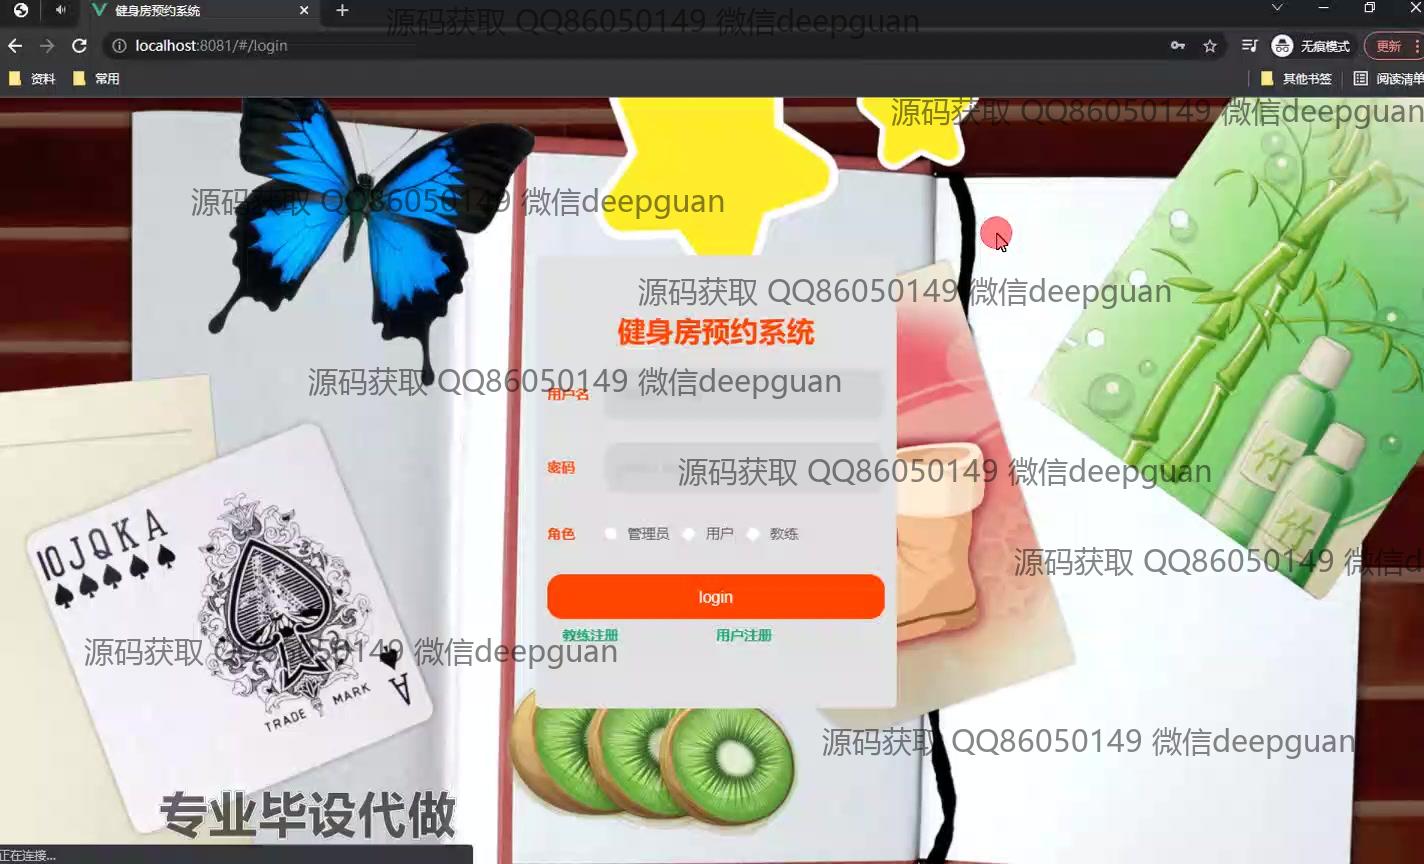 健身房预约系统
源码获取 QQ86050149 微信deepguan
localhost:8081/#/login
无痕模式
更新
资料
常用
其他书签
阅读清单
源码获取 QQ86050149 微信deepguan
源码获取 QQ86050149 微信deepguan
源码获取 QQ86050149 微信deepguan
健身房预约系统
源码获取 QQ86050149 微信deepguan
用户名
密码
源码获取 QQ86050149 微信deepguan
10 J Q K A
竹
竹
角色
管理员
用户
教练
源码获取 QQ86050149 微信d
login
教练注册
用户注册
源码获取 QQ86050149 微信deepguan
A
TRADE MARK
源码获取 QQ86050149 微信deepguan
专业毕设代做
正在连接...